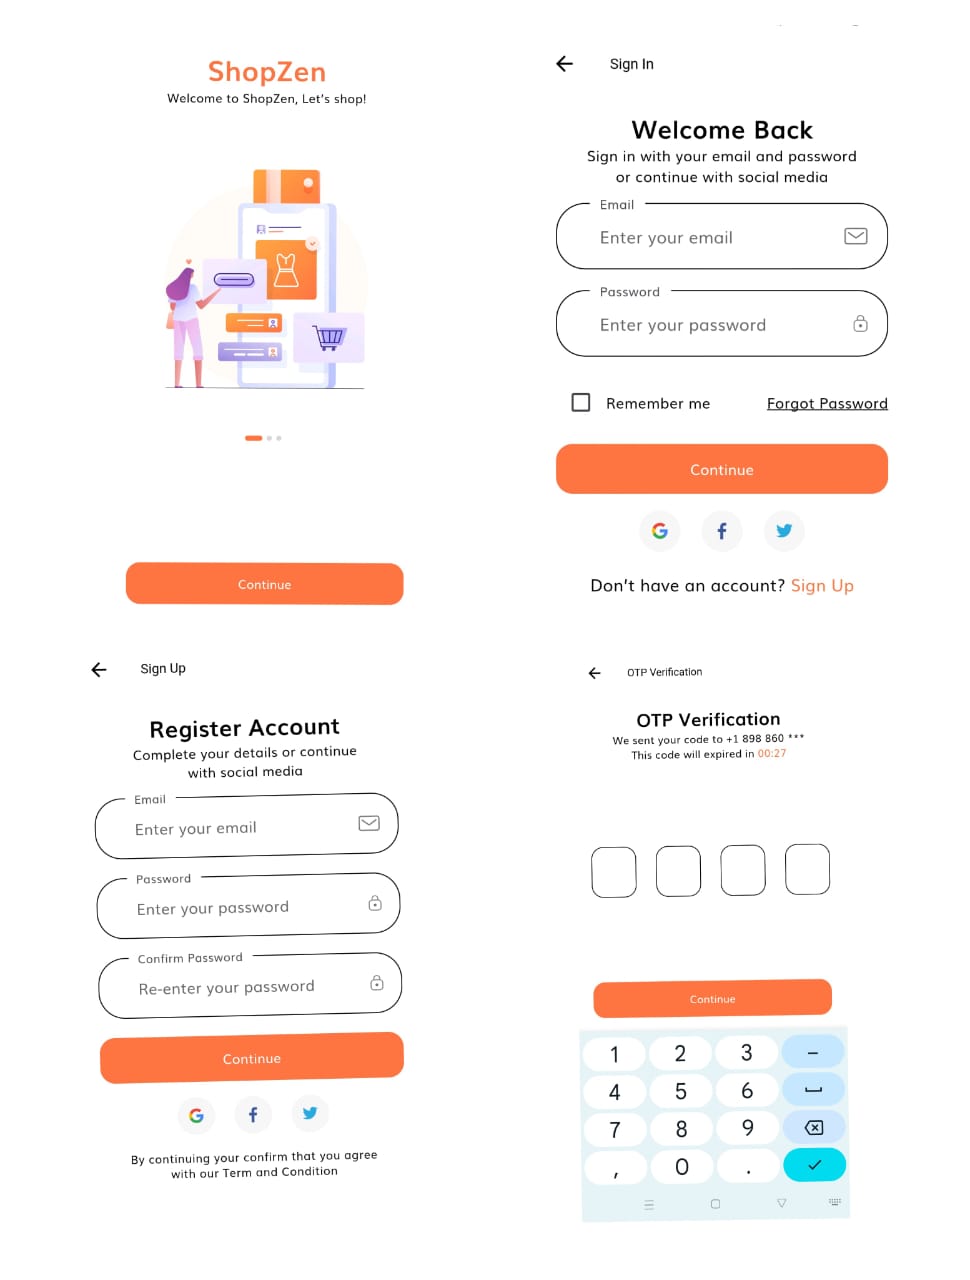 ShopZen
Welcome to ShopZen, Let's shop!
Continue
Sign In
Welcome Back
Sign in with your email and password
or continue with social media
Email
Enter your email
Password
Enter your password
Remember me
Forgot Password
Continue
G
f
Don't have an account? Sign Up
Sign Up
Register Account
Complete your details or continue
with social media
Email
Enter your email
Password
Enter your password
Confirm Password
Re-enter your password
Continue
G
f
By continuing your confirm that you agree
with our Term and Condition
OTP Verification
OTP Verification
We sent your code to +1 898 860 ***
This code will expired in 00:27
Continue
1 2 3 –
4 5 6
7 8 9
, 0 .